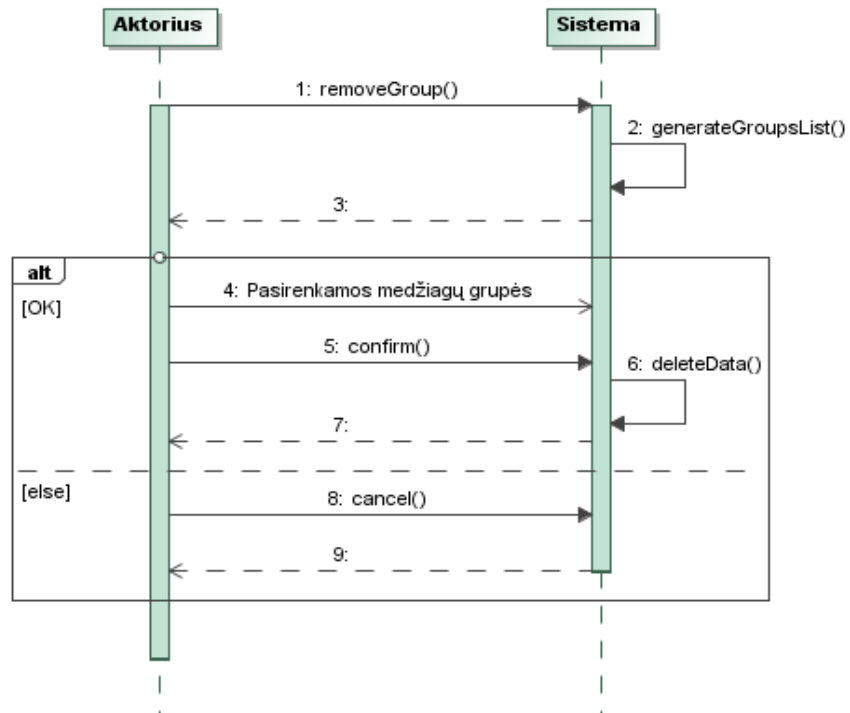 Aktorius
Sistema
1: removeGroup()
2: generateGroupsList()
3:
alt
[OK]
4: Pasirenkamos medžiagų grupės
5: confirm()
6: deleteData()
7:
[else]
8: cancel()
9: